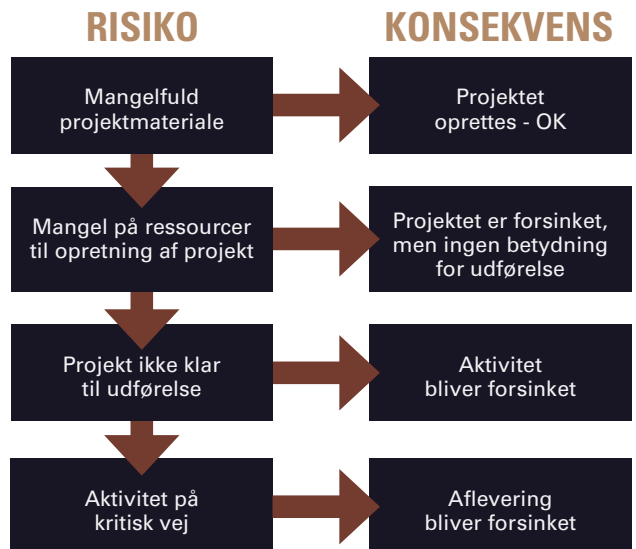 RISIKO
KONSEKVENS
Mangelfuld
projektmateriale
Projektet
oprettes - OK
Mangel på ressourcer
til opretning af projekt
Projektet er forsinket,
men ingen betydning
for udførelse
Projekt ikke klar
til udførelse
Aktivitet
bliver forsinket
Aktivitet på
kritisk vej
Aflevering
bliver forsinket